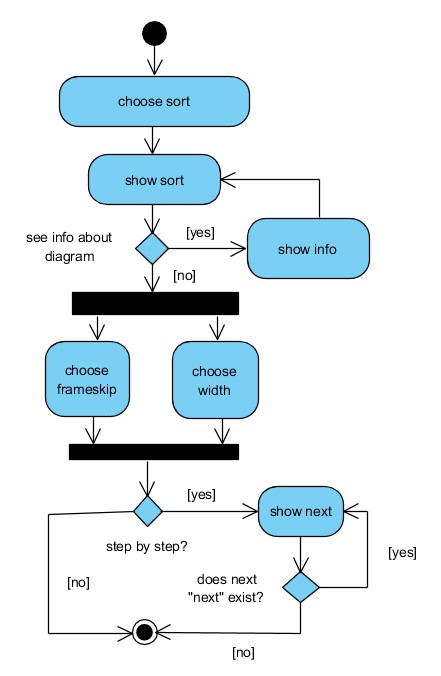 choose sort
show sort
see info about
diagram
[yes]
show info
[no]
choose
frameskip
choose
width
[yes]
show next
step by step?
[yes]
[no]
does next
"next" exist?
[no]